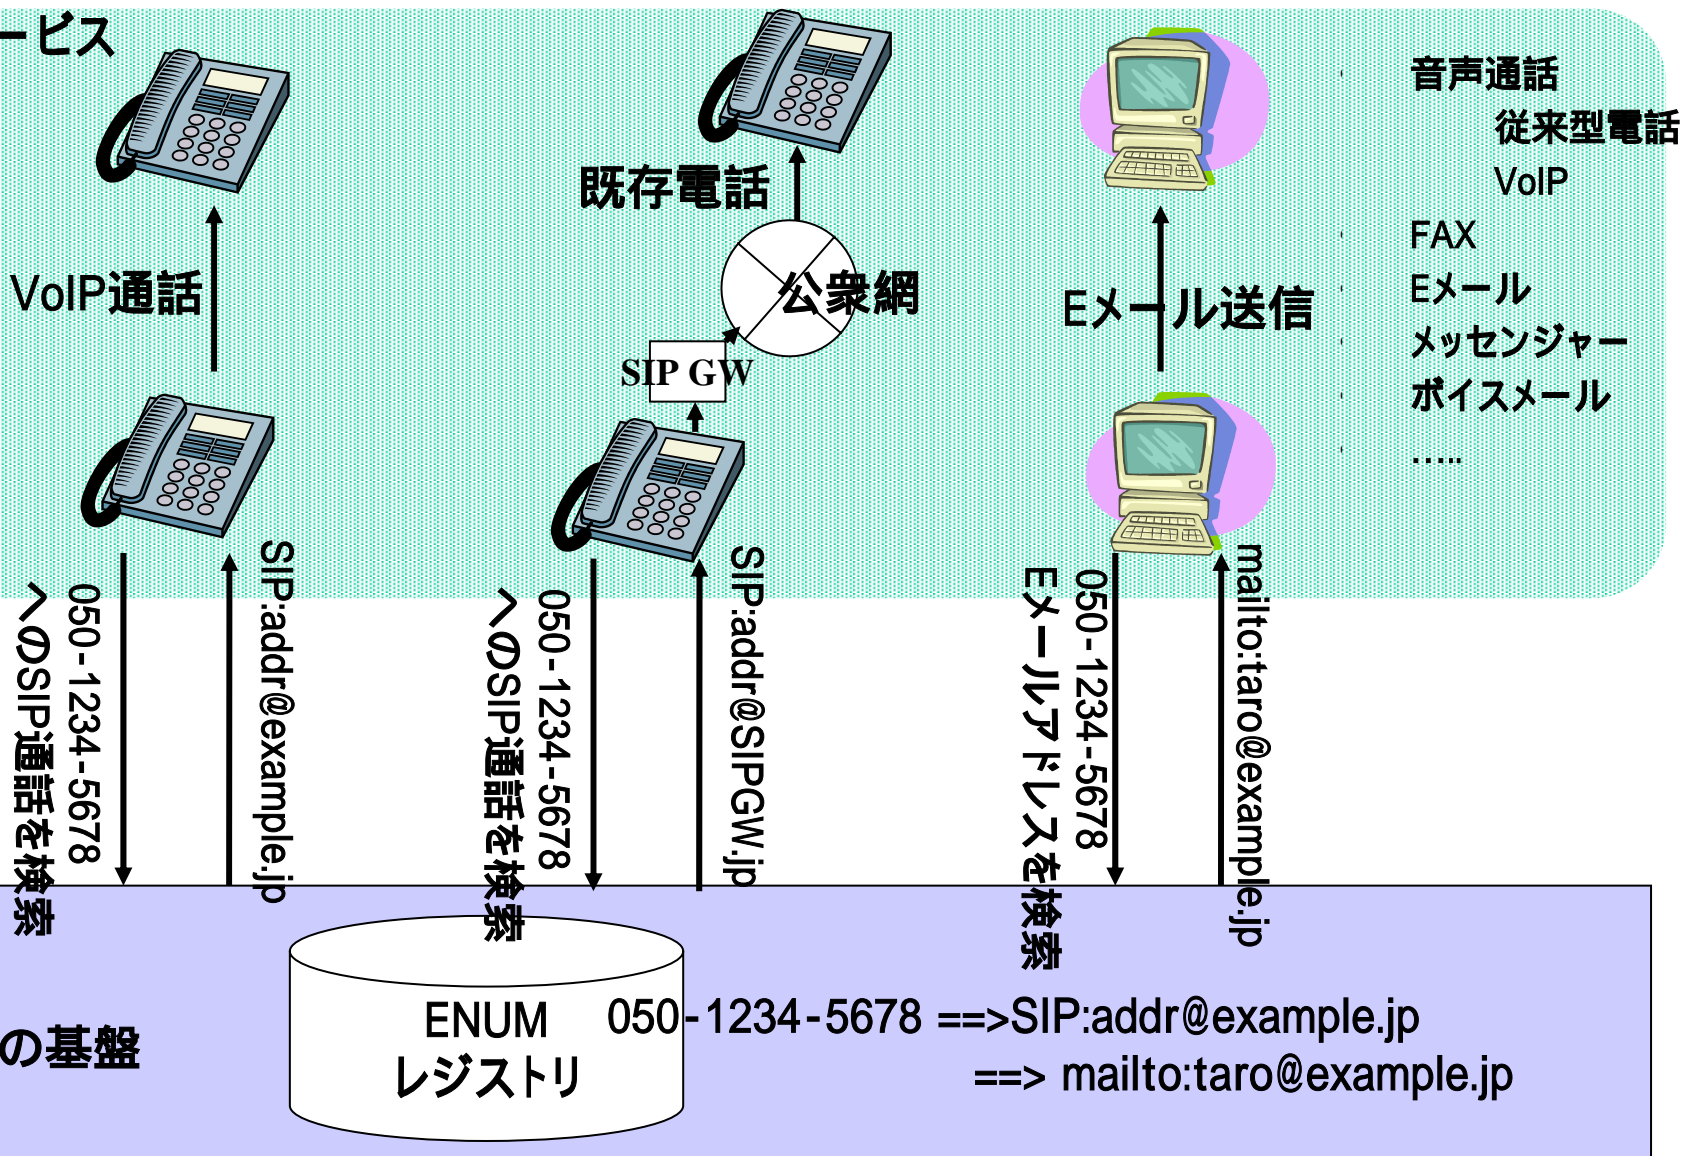 ービス
既存電話
VoIP通話
公衆網
SIP GW
Eメール送信
音声通話
従来型電話
VoIP
FAX
Eメール
メッセンジャー
ボイスメール
…..
050-1234-5678
へのSIP通話を検索
SIP:addr@example.jp
050-1234-5678
へのSIP通話を検索
SIP:addr@SIPGW.jp
050-1234-5678
Eメールアドレスを検索
mailto:taro@example.jp
の基盤
ENUM
レジストリ
050-1234-5678 ==>SIP:addr@example.jp
==> mailto:taro@example.jp